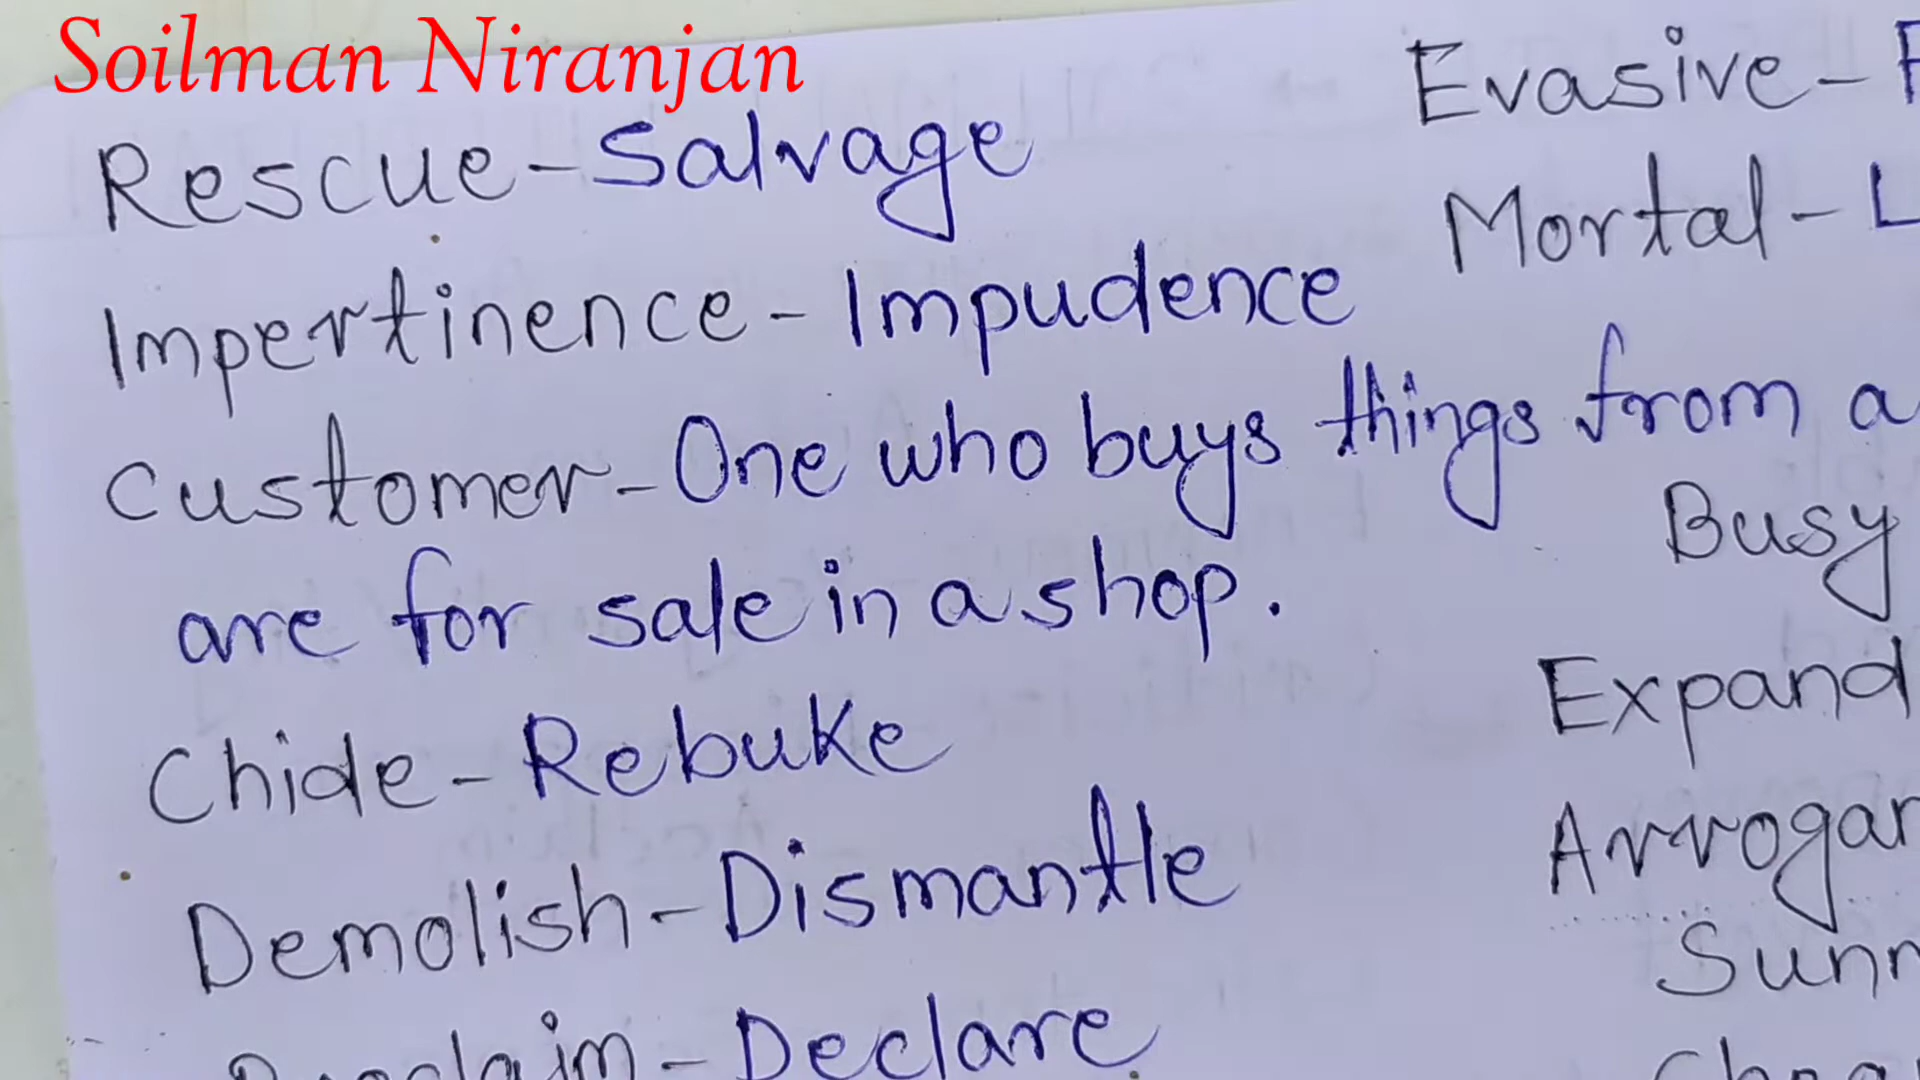 Soilman Niranjan
Rescue-Salvage
Impertinence - Impudence
Customer-One who buys things from a
are for sale in a shop.
Chide-Rebuke
Demolish-Dismantle
Proclaim-Declare
Evasive-
Mortal-
Busy
Expand